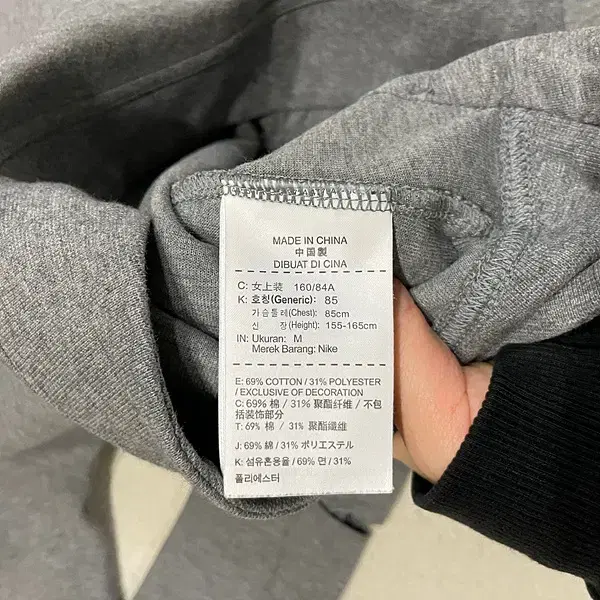 MADE IN CHINA
中国製
DIBUAT DI CINA
C: 女上装 160/84A
K: 호칭(Generic): 85
가슴둘레(Chest): 85cm
신 장(Height): 155-165cm
IN: Ukuran: M
Merek Barang: Nike
E: 69% COTTON / 31% POLYESTER
/ EXCLUSIVE OF DECORATION
C: 69% 棉 / 31% 聚酯纤维 / 不包
括装饰部分
T: 69% 棉 / 31% 聚酯纖維
J: 69% 綿 / 31% ポリエステル
K: 섬유혼용율 / 69% 면 / 31%
폴리에스터